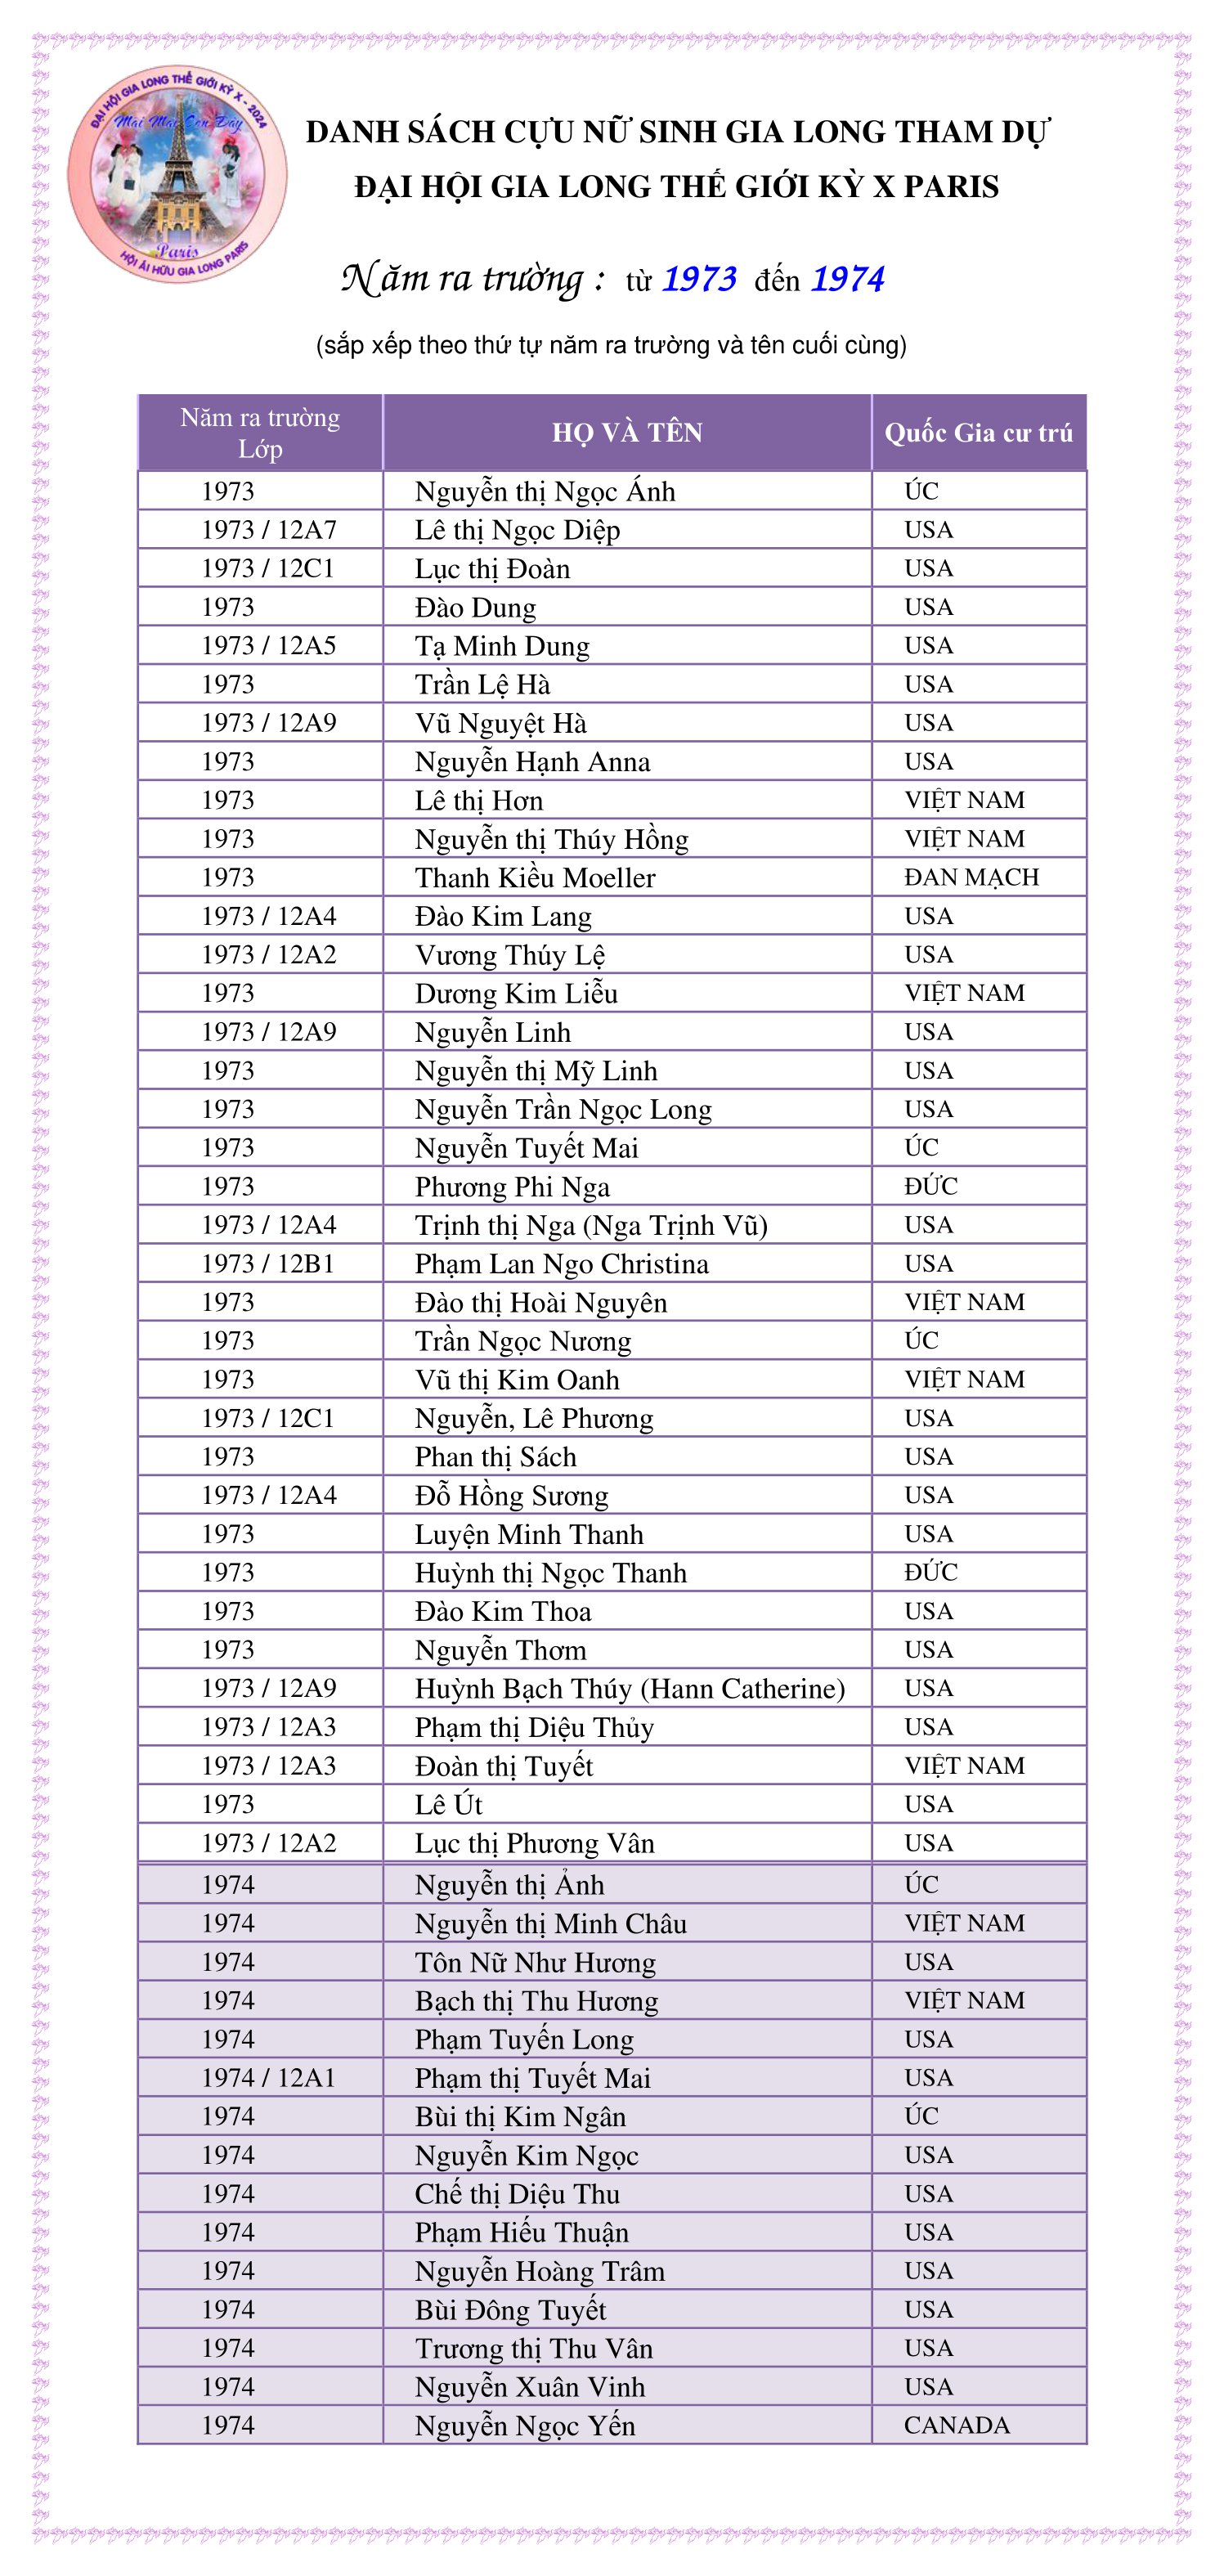 ĐẠI HỘI GIA LONG THẾ GIỚI KỲ X - 2024
Mãi Mãi Còn Đây
Paris
HỘI ÁI HỮU GIA LONG PARIS
DANH SÁCH CỰU NỮ SINH GIA LONG THAM DỰ
ĐẠI HỘI GIA LONG THẾ GIỚI KỲ X PARIS
Năm ra trường : từ 1973 đến 1974
(sắp xếp theo thứ tự năm ra trường và tên cuối cùng)
Năm ra trường
Lớp
HỌ VÀ TÊN
Quốc Gia cư trú
1973 Nguyễn thị Ngọc Ánh ÚC
1973 / 12A7 Lê thị Ngọc Diệp USA
1973 / 12C1 Lục thị Đoàn USA
1973 Đào Dung USA
1973 / 12A5 Tạ Minh Dung USA
1973 Trần Lệ Hà USA
1973 / 12A9 Vũ Nguyệt Hà USA
1973 Nguyễn Hạnh Anna USA
1973 Lê thị Hơn VIỆT NAM
1973 Nguyễn thị Thúy Hồng VIỆT NAM
1973 Thanh Kiều Moeller ĐAN MẠCH
1973 / 12A4 Đào Kim Lang USA
1973 / 12A2 Vương Thúy Lệ USA
1973 Dương Kim Liễu VIỆT NAM
1973 / 12A9 Nguyễn Linh USA
1973 Nguyễn thị Mỹ Linh USA
1973 Nguyễn Trần Ngọc Long USA
1973 Nguyễn Tuyết Mai ÚC
1973 Phương Phi Nga ĐỨC
1973 / 12A4 Trịnh thị Nga (Nga Trịnh Vũ) USA
1973 / 12B1 Phạm Lan Ngo Christina USA
1973 Đào thị Hoài Nguyên VIỆT NAM
1973 Trần Ngọc Nương ÚC
1973 Vũ thị Kim Oanh VIỆT NAM
1973 / 12C1 Nguyễn, Lê Phương USA
1973 Phan thị Sách USA
1973 / 12A4 Đỗ Hồng Sương USA
1973 Luyện Minh Thanh USA
1973 Huỳnh thị Ngọc Thanh ĐỨC
1973 Đào Kim Thoa USA
1973 Nguyễn Thơm USA
1973 / 12A9 Huỳnh Bạch Thúy (Hann Catherine) USA
1973 / 12A3 Phạm thị Diệu Thủy USA
1973 / 12A3 Đoàn thị Tuyết VIỆT NAM
1973 Lê Út USA
1973 / 12A2 Lục thị Phương Vân USA
1974 Nguyễn thị Ảnh ÚC
1974 Nguyễn thị Minh Châu VIỆT NAM
1974 Tôn Nữ Như Hương USA
1974 Bạch thị Thu Hương VIỆT NAM
1974 Phạm Tuyến Long USA
1974 / 12A1 Phạm thị Tuyết Mai USA
1974 Bùi thị Kim Ngân ÚC
1974 Nguyễn Kim Ngọc USA
1974 Chế thị Diệu Thu USA
1974 Phạm Hiếu Thuận USA
1974 Nguyễn Hoàng Trâm USA
1974 Bùi Đông Tuyết USA
1974 Trương thị Thu Vân USA
1974 Nguyễn Xuân Vinh USA
1974 Nguyễn Ngọc Yến CANADA